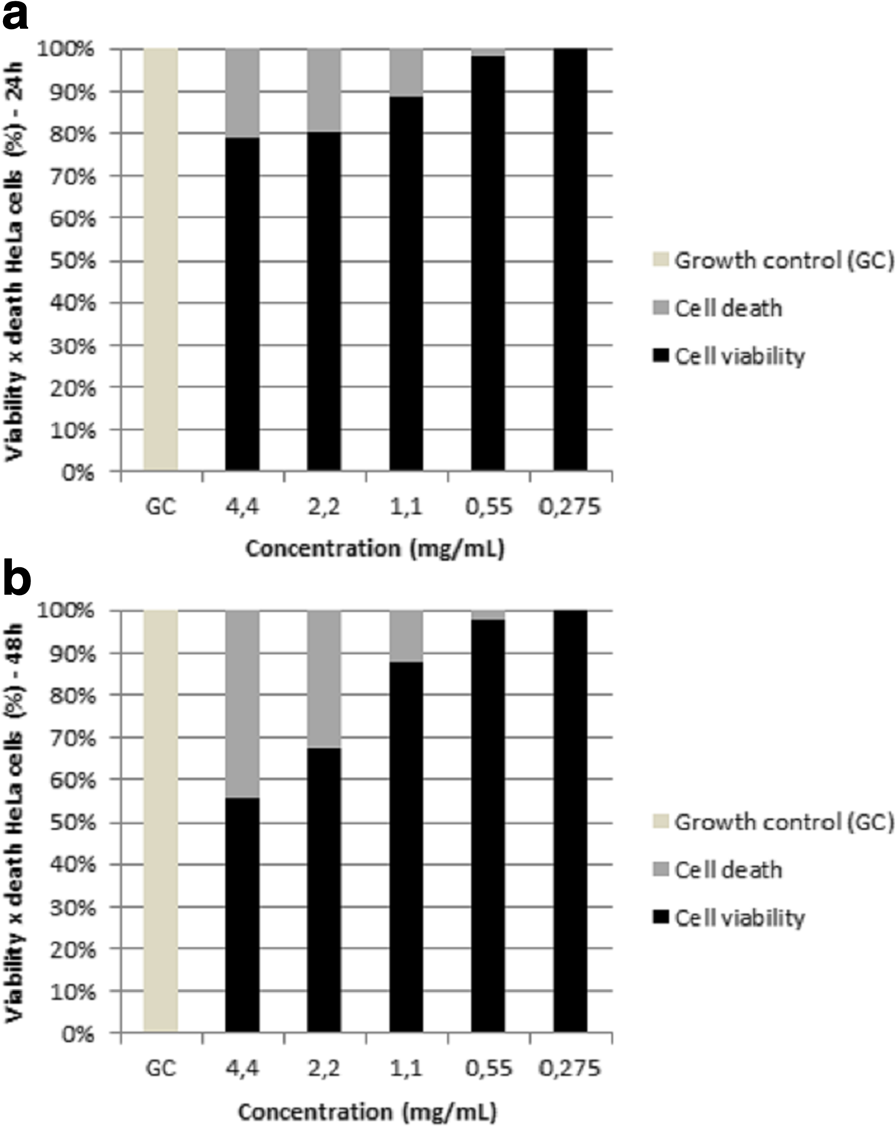 a
Viability x death HeLa cells (%) - 24h
100%
90%
80%
70%
60%
50%
40%
30%
20%
10%
0%
GC 4,4 2,2 1,1 0,55 0,275
Concentration (mg/mL)
Growth control (GC)
Cell death
Cell viability
b
Viability x death HeLa cells (%) - 48h
100%
90%
80%
70%
60%
50%
40%
30%
20%
10%
0%
GC 4,4 2,2 1,1 0,55 0,275
Concentration (mg/mL)
Growth control (GC)
Cell death
Cell viability